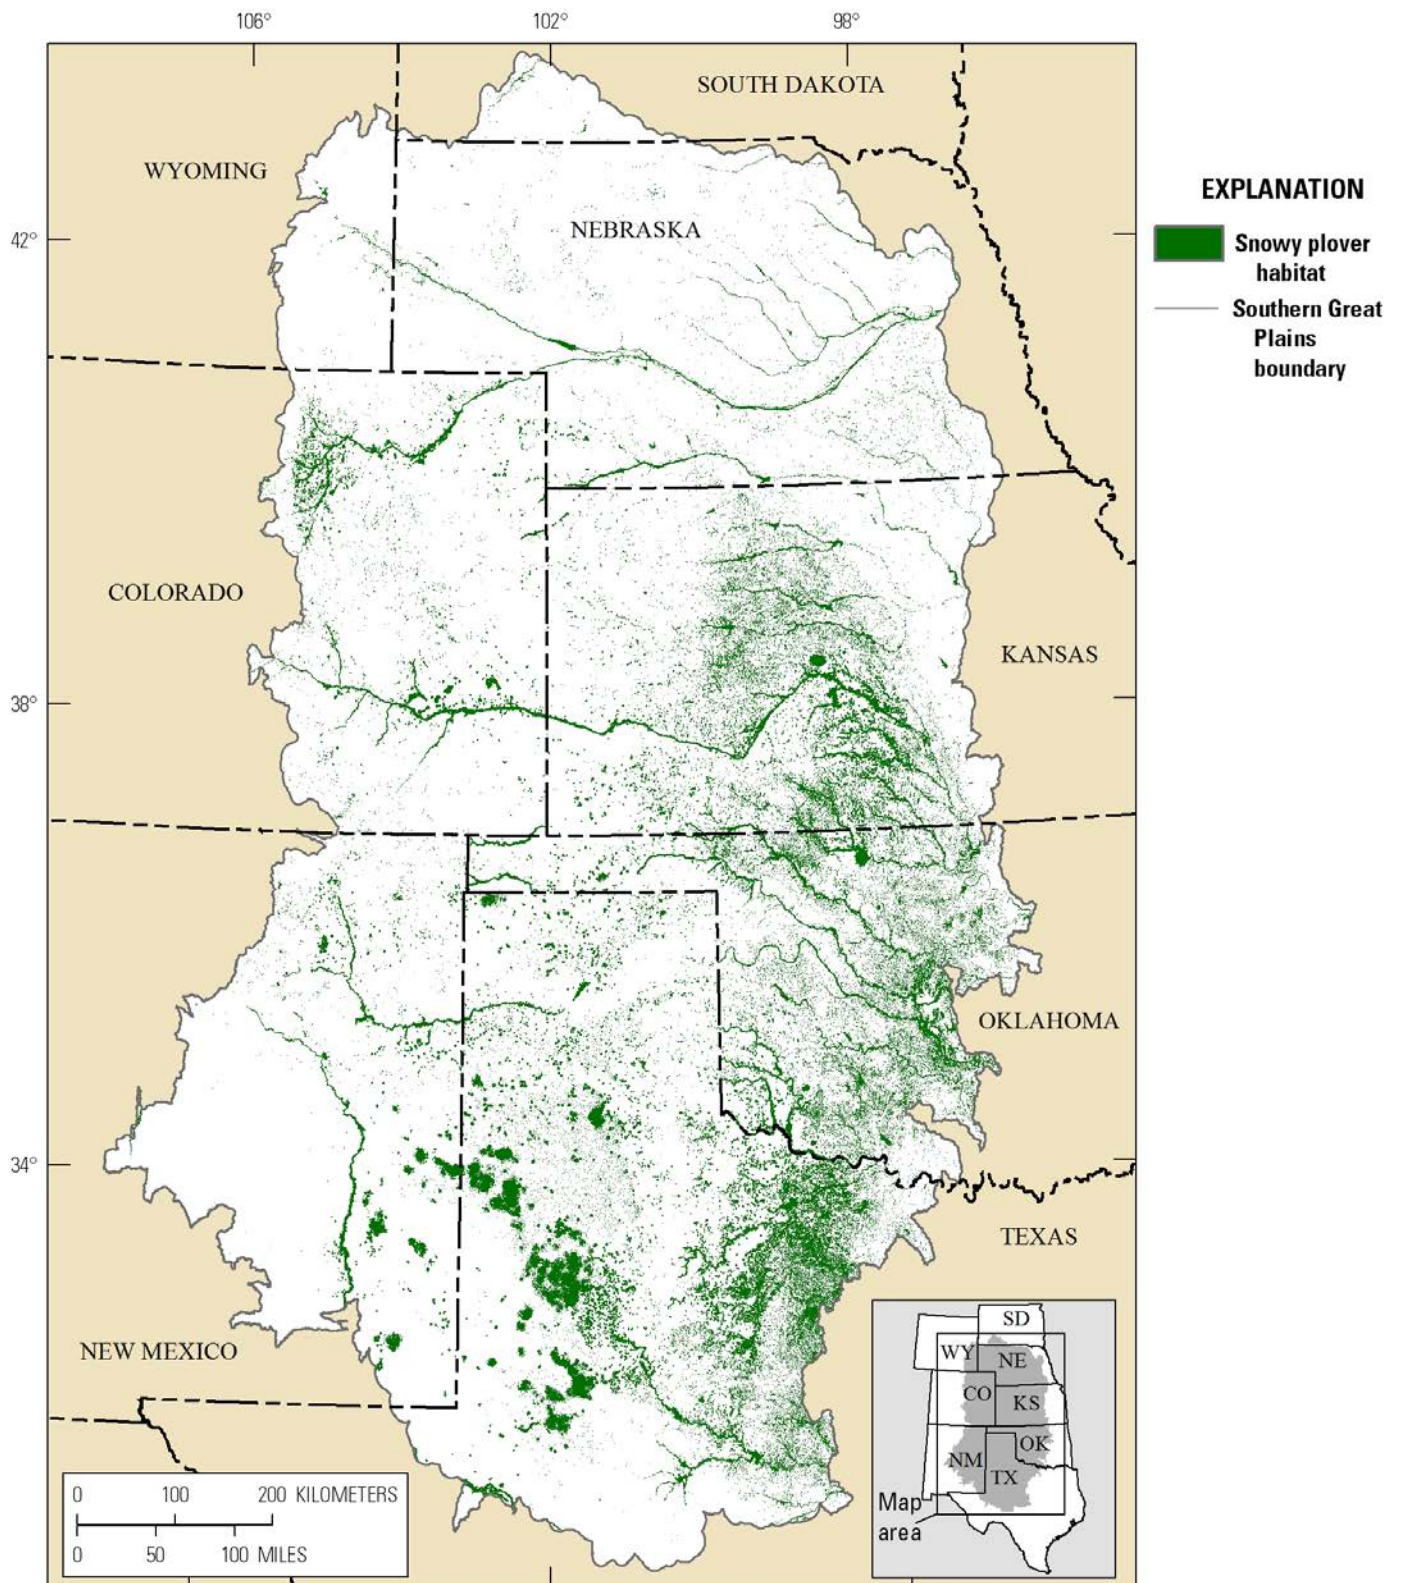 106°
102°
98°
SOUTH DAKOTA
WYOMING
EXPLANATION
NEBRASKA
42°
Snowy plover
habitat
Southern Great
Plains
boundary
COLORADO
KANSAS
38°
OKLAHOMA
34°
TEXAS
NEW MEXICO
SD
WY
NE
CO
KS
OK
NM
TX
Map
area
0 100 200 KILOMETERS
0 50 100 MILES